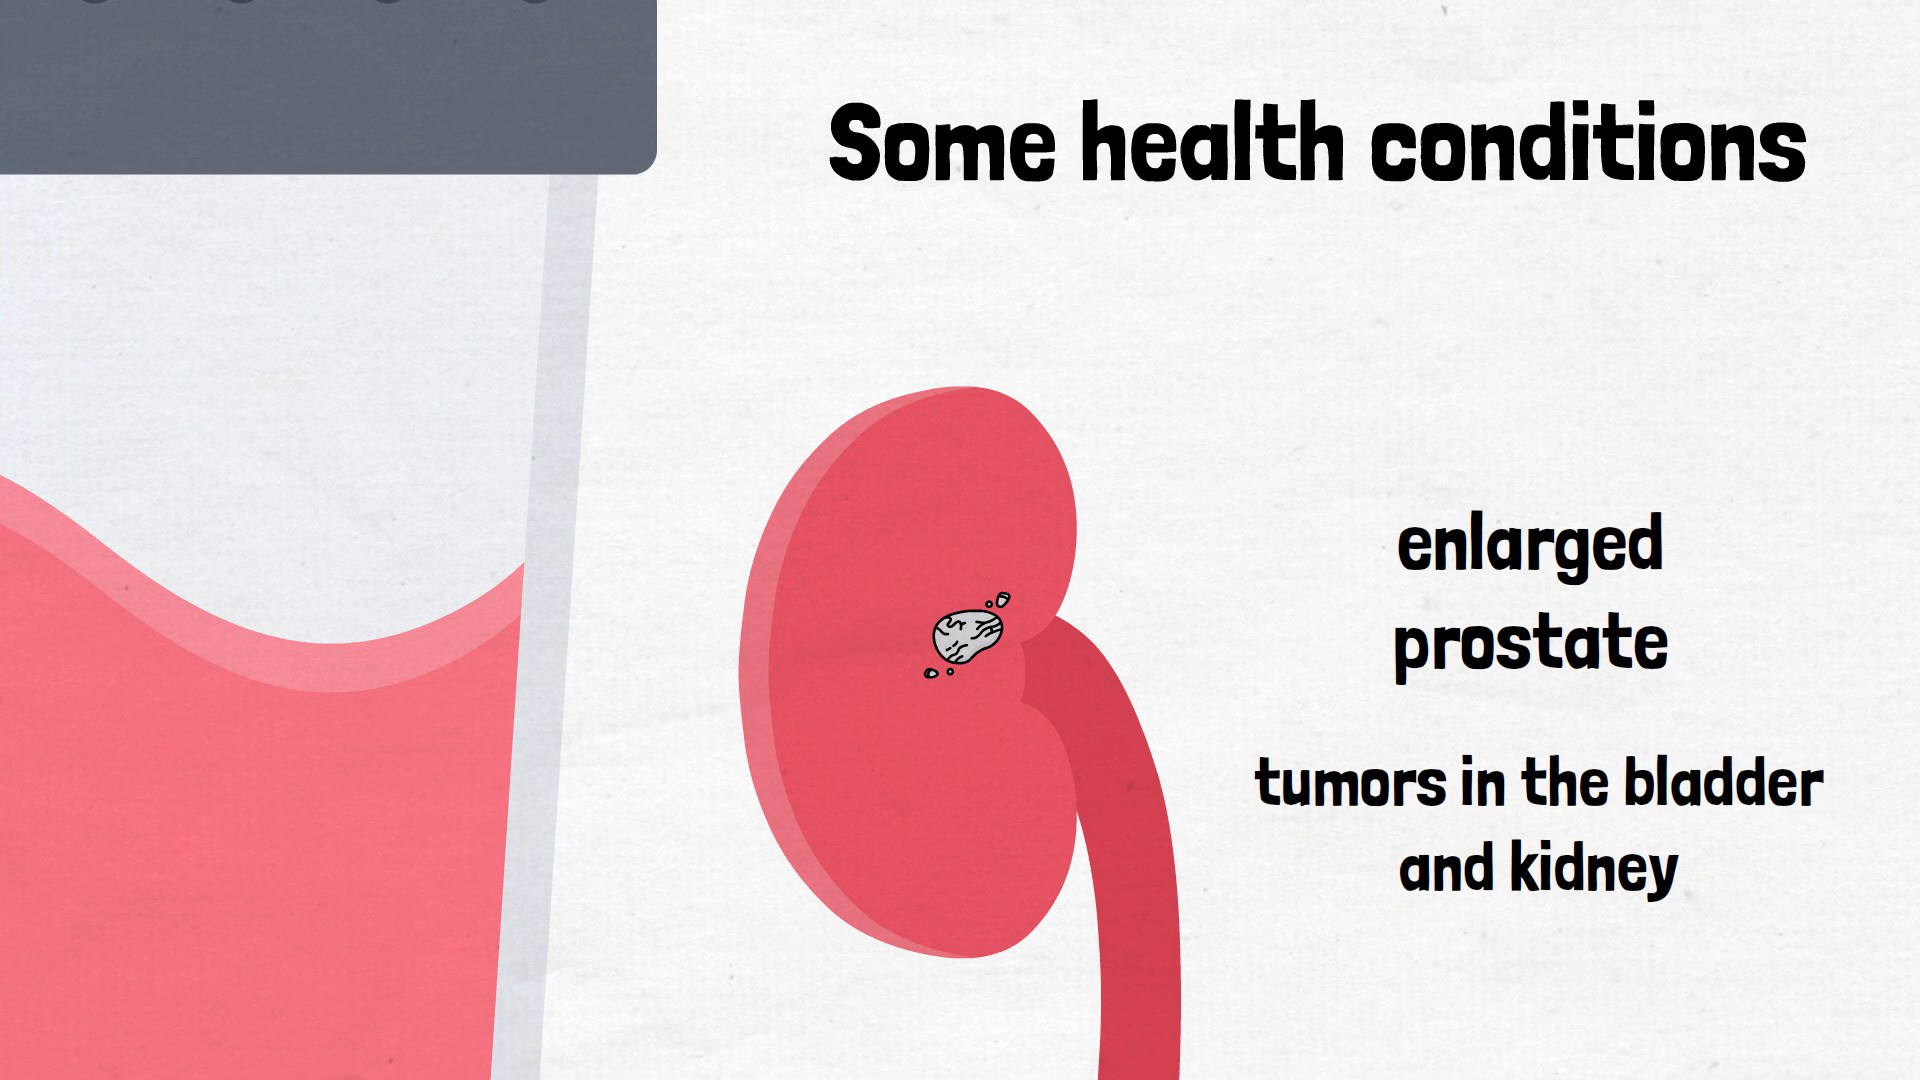 Some health conditions
enlarged
prostate
tumors in the bladder
and kidney